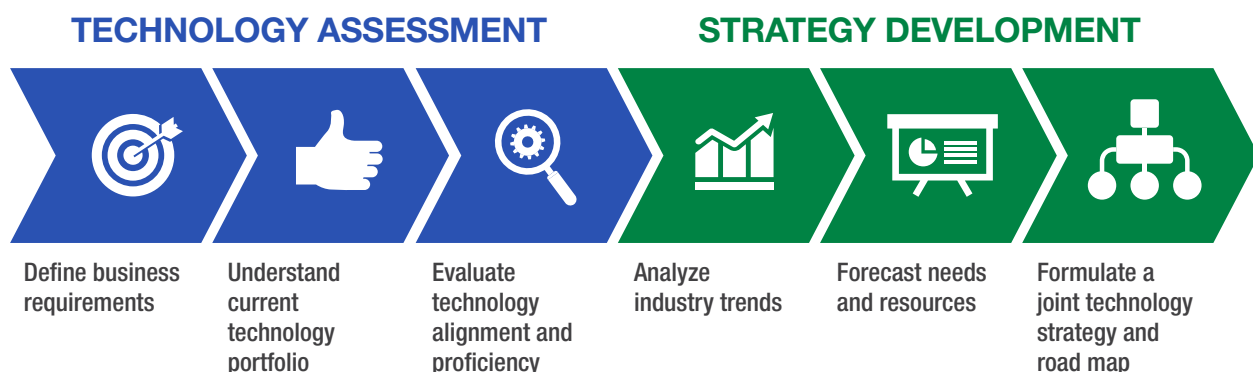 TECHNOLOGY ASSESSMENT
STRATEGY DEVELOPMENT
Define business
requirements
Understand
current
technology
portfolio
Evaluate
technology
alignment and
proficiency
Analyze
industry trends
Forecast needs
and resources
Formulate a
joint technology
strategy and
road map